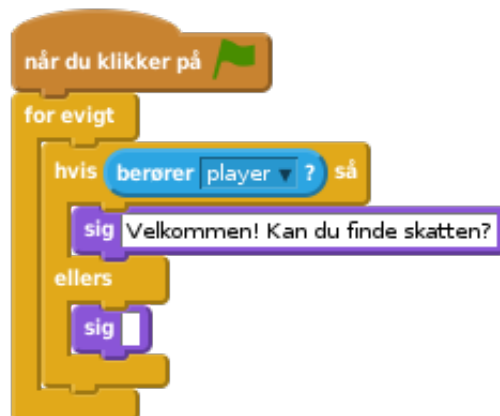 når du klikker på
for evigt
hvis berører player ? så
sig Velkommen! Kan du finde skatten?
ellers
sig